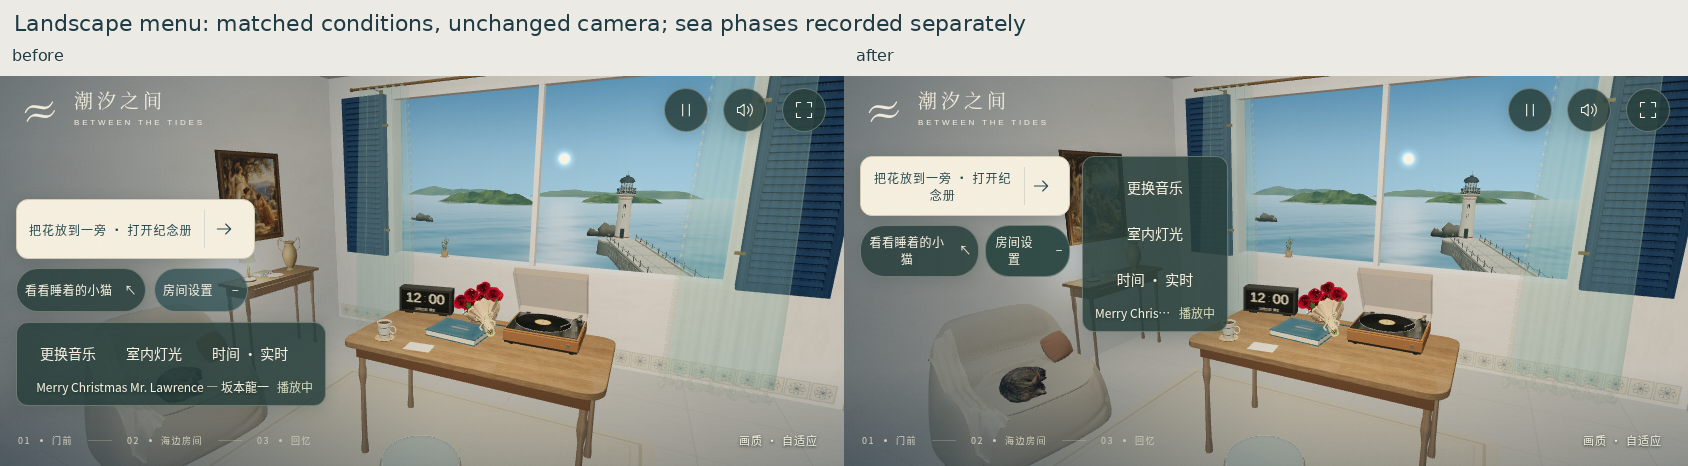 Landscape menu: matched conditions, unchanged camera; sea phases recorded separately
before
潮汐之间
BETWEEN THE TIDES
把花放到一旁 · 打开纪念册 →
看看睡着的小猫 ↖
房间设置 −
12:00
更换音乐 室内灯光 时间 · 实时
Merry Christmas Mr. Lawrence — 坂本龍一 播放中
01 · 门前 02 · 海边房间 03 · 回忆
画质 · 自适应
after
潮汐之间
BETWEEN THE TIDES
把花放到一旁 · 打开纪
念册 →
看看睡着的小
猫 ↖
房间设
置 −
更换音乐
室内灯光
时间 · 实时
Merry Chris··· 播放中
12:00
01 · 门前 02 · 海边房间 03 · 回忆
画质 · 自适应